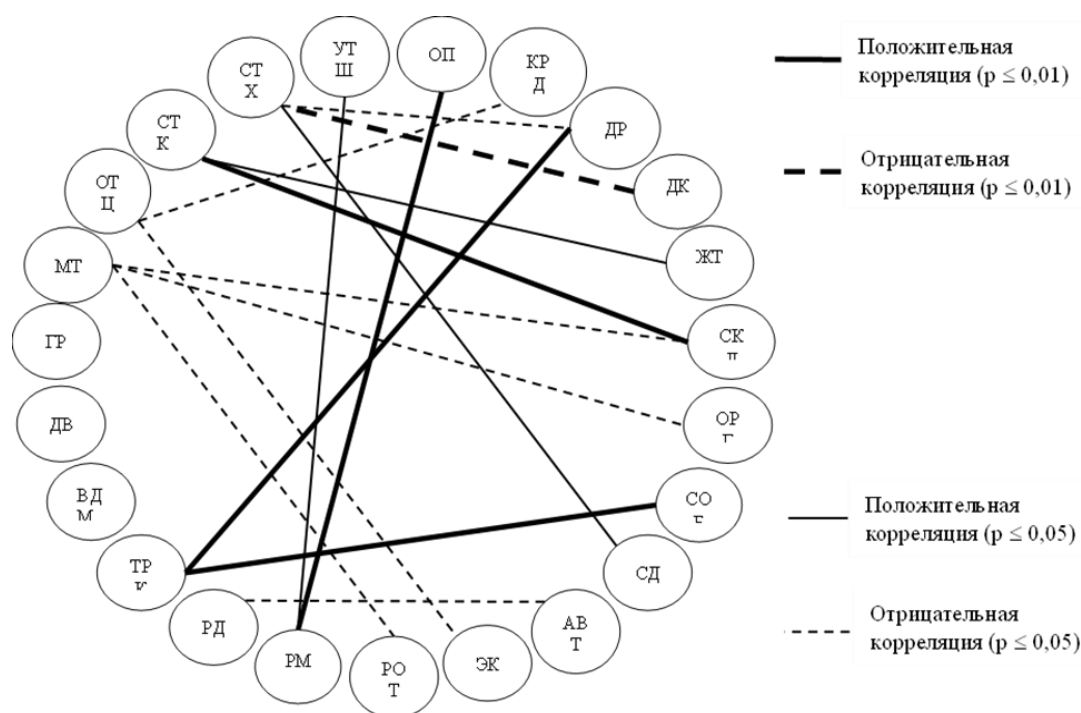 УТ
Ш
ОП
КР
Д
СТ
Х
ДР
СТ
К
ДК
ОТ
Ц
ЖТ
МТ
СК
ГР
ОР
ДВ
СО
ВД
М
СД
ТР
К
АВ
Т
РД
ЭК
РМ
РО
Т
Положительная
корреляция (p ≤ 0,01)
Отрицательная
корреляция (p ≤ 0,01)
Положительная
корреляция (p ≤ 0,05)
Отрицательная
корреляция (p ≤ 0,05)